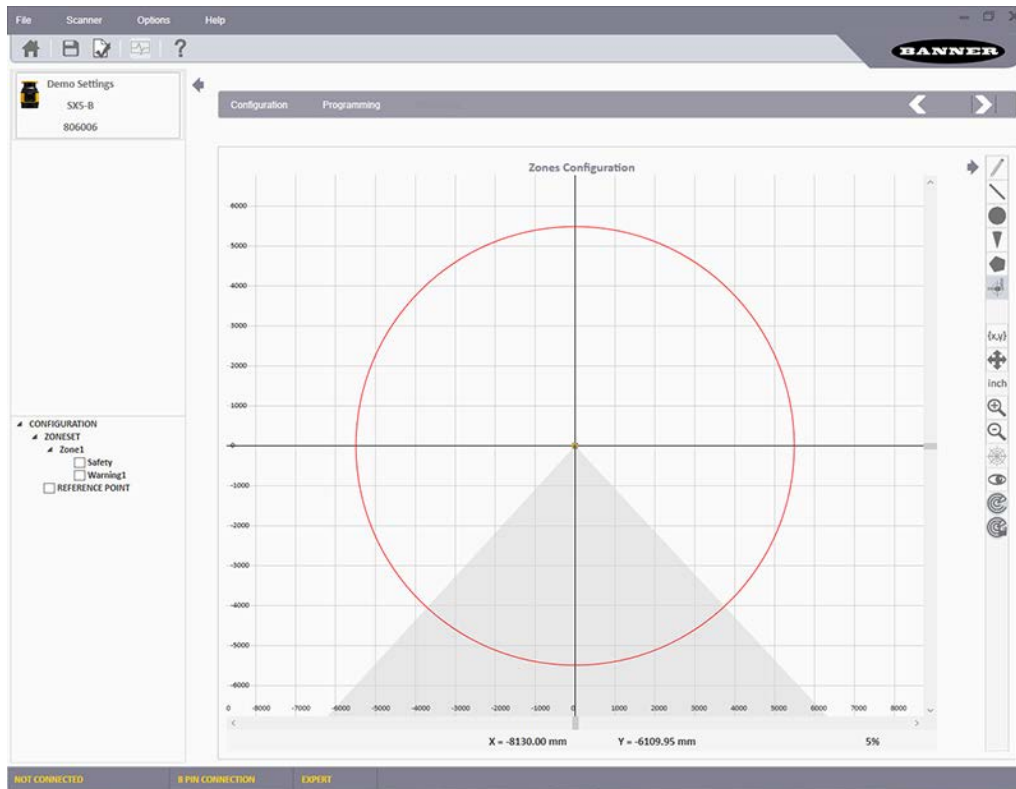 File Scanner Options Help
BANNER
Demo Settings
SX5-B
806006
Configuration Programming
Zones Configuration
6000
5000
4000
3000
2000
1000
0
-1000
-2000
-3000
-4000
-5000
-6000
0 -8000 -7000 -6000 -5000 -4000 -3000 -2000 -1000 0 1000 2000 3000 4000 5000 6000 7000 8000
X = -8130.00 mm Y = -6109.95 mm 5%
{x,y}
inch
CONFIGURATION
ZONESET
Zone1
Safety
Warning1
REFERENCE POINT
NOT CONNECTED 8 PIN CONNECTION EXPERT